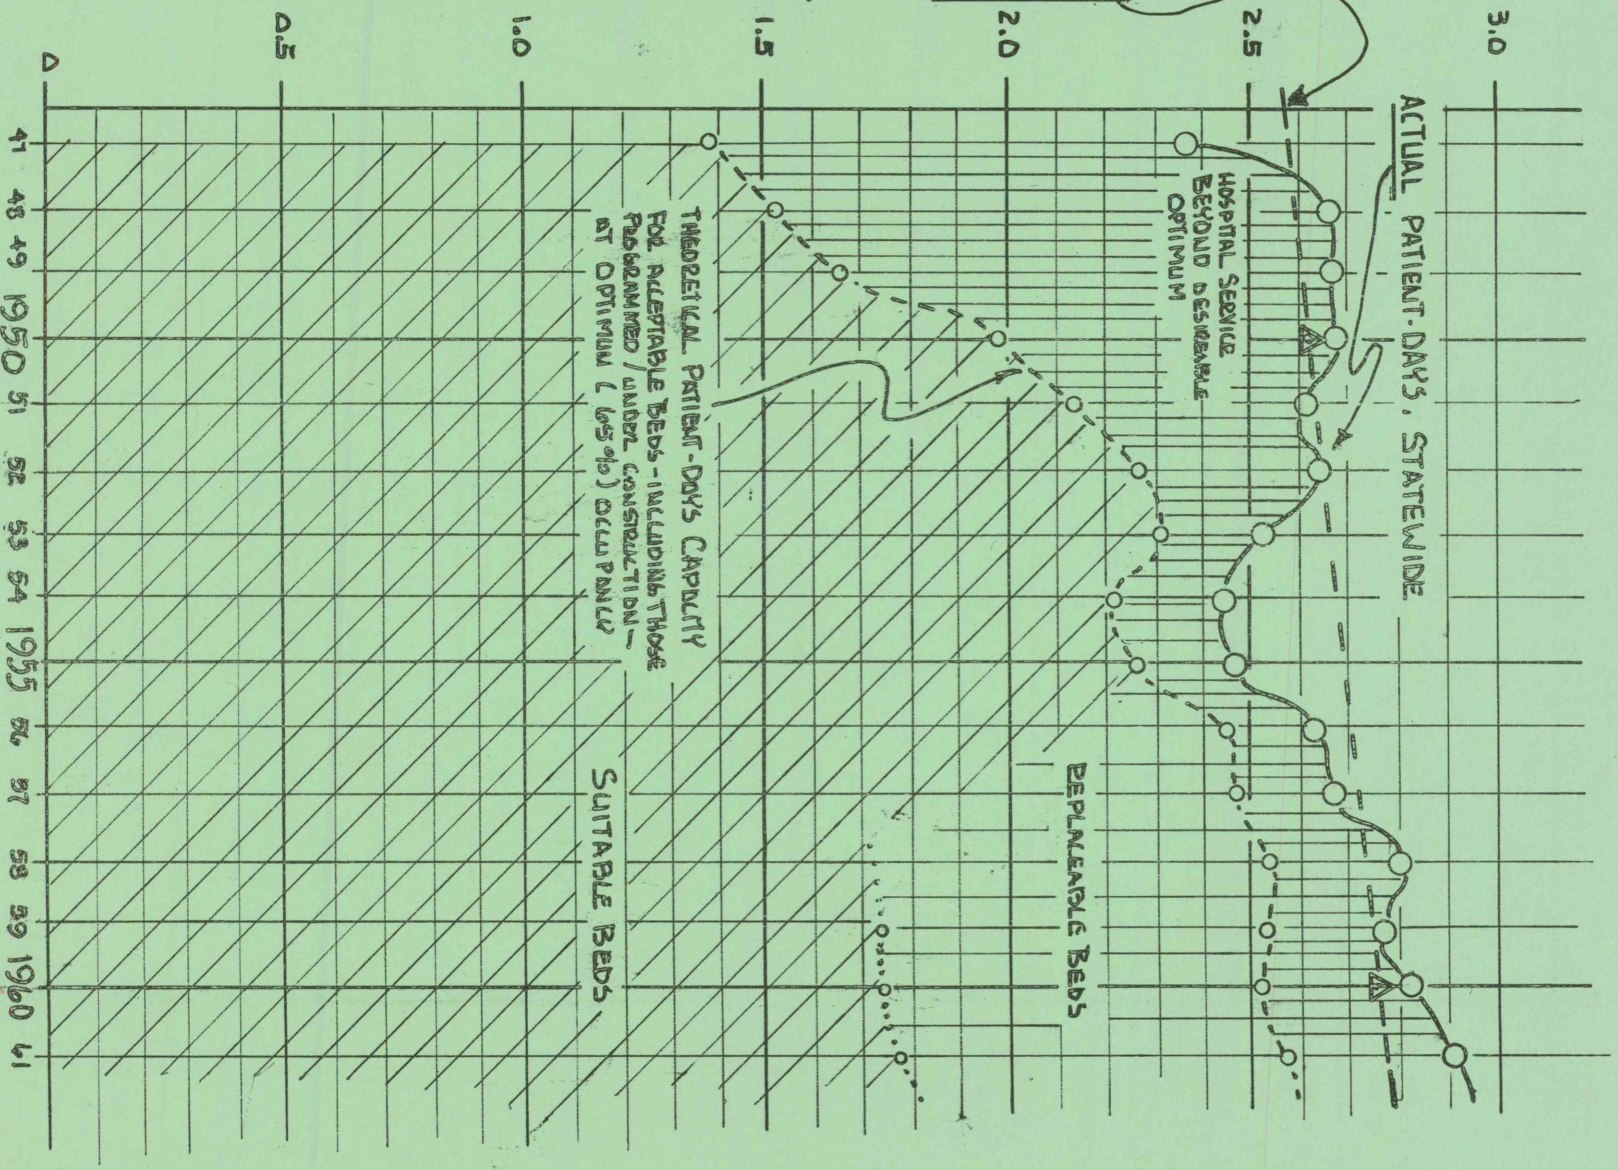 3.0
2.5
2.0
1.5
1.0
0.5
0
ACTUAL PATIENT-DAYS, STATEWIDE
HOSPITAL SERVICE
BEYOND DESIREABLE
OPTIMUM
THEORETICAL PATIENT-DAYS CAPACITY
FOR ACCEPTABLE BEDS-INCLUDING THOSE
PROGRAMMED/UNDER CONSTRUCTION-
AT OPTIMUM (65%) OCCUPANCY
REPLACEABLE BEDS
SUITABLE BEDS
47
48
49
1950
51
52
53
54
1955
56
57
58
59
1960
61